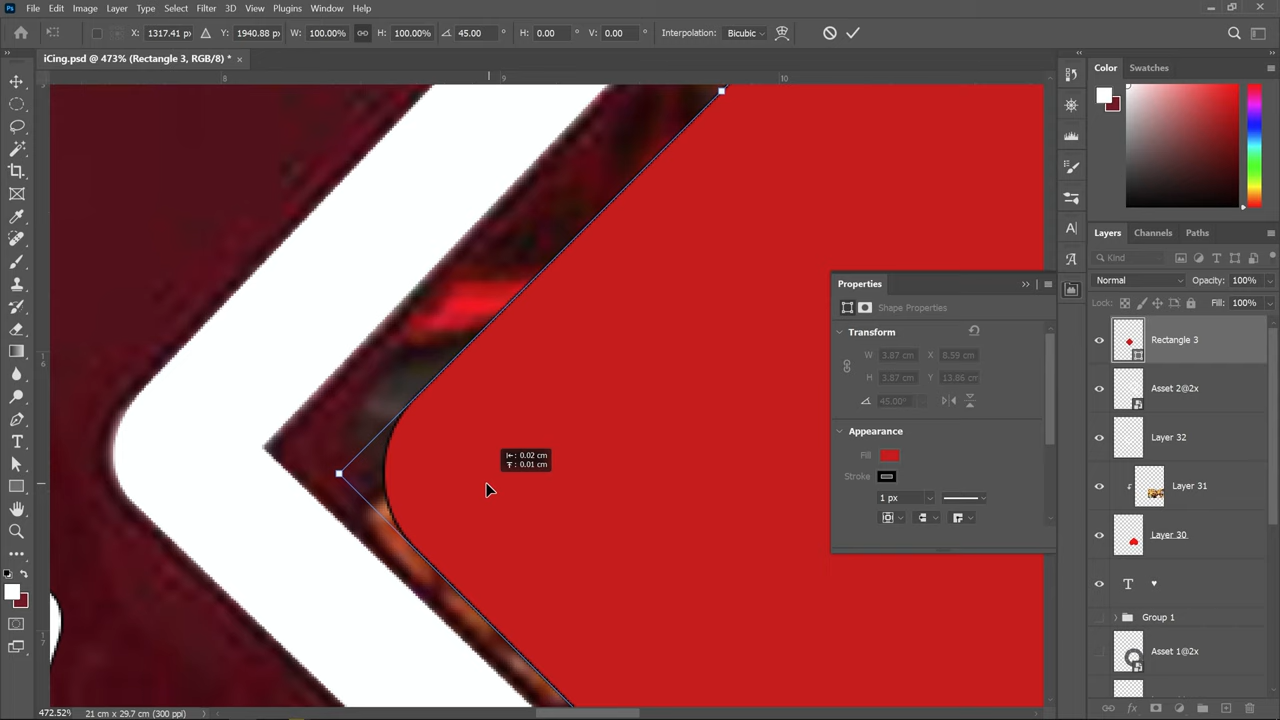 Ps File Edit Image Layer Type Select Filter 3D View Plugins Window Help
X: 1317.41 px Y: 1940.88 px W: 100.00% H: 100.00% 45.00 ° H: 0.00 ° V: 0.00 ° Interpolation: Bicubic
iCing.psd @ 473% (Rectangle 3, RGB/8) * ×
8 9 10
1
6
1
7
←: 0.02 cm
↑: 0.01 cm
Properties
Shape Properties
Transform
W 3.87 cm X 8.59 cm
H 3.87 cm Y 13.86 cm
45.00°
Appearance
Fill
Stroke
1 px
Color Swatches
Layers Channels Paths
Kind
Normal Opacity: 100%
Lock: Fill: 100%
Rectangle 3
Asset 2@2x
Layer 32
Layer 31
Layer 30
T ♥
Group 1
Asset 1@2x
472.52% 21 cm x 29.7 cm (300 ppi)